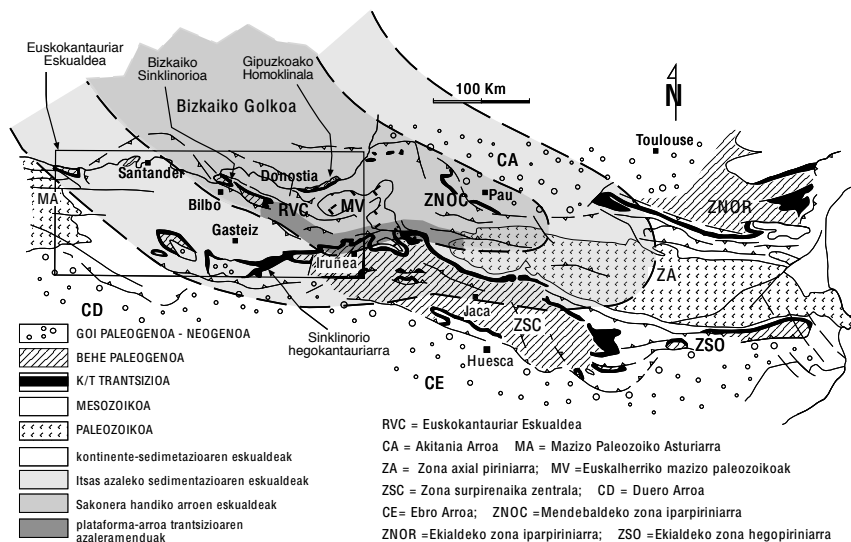 Euskokantauriar
Eskualdea
Bizkaiko
Sinklinorioa
Gipuzkoako
Homoklinala
Bizkaiko Golkoa
100 Km
N
Toulouse
Santander
Donostia
CA
MA
Bilbo
RVC
MV
ZNOC
Pau
ZNOR
Gasteiz
Iruñea
ZA
CD
Jaca
ZSC
Sinklinorio
hegokantauriarra
CE
Huesca
ZSO
GOI PALEOGENOA - NEOGENOA
BEHE PALEOGENOA
K/T TRANTSIZIOA
MESOZOIKOA
PALEOZOIKOA
kontinente-sedimetazioaren eskualdeak
Itsas azaleko sedimentazioaren eskualdeak
Sakonera handiko arroen eskualdeak
plataforma-arroa trantsizioaren
azaleramenduak
RVC = Euskokantauriar Eskualdea
CA = Akitania Arroa MA = Mazizo Paleozoiko Asturiarra
ZA = Zona axial piriniarra; MV =Euskalherriko mazizo paleozoikoak
ZSC = Zona surpirenaika zentrala; CD = Duero Arroa
CE= Ebro Arroa; ZNOC = Mendebaldeko zona iparpiriniarra
ZNOR =Ekialdeko zona iparpiriniarra; ZSO =Ekialdeko zona hegopiriniarra